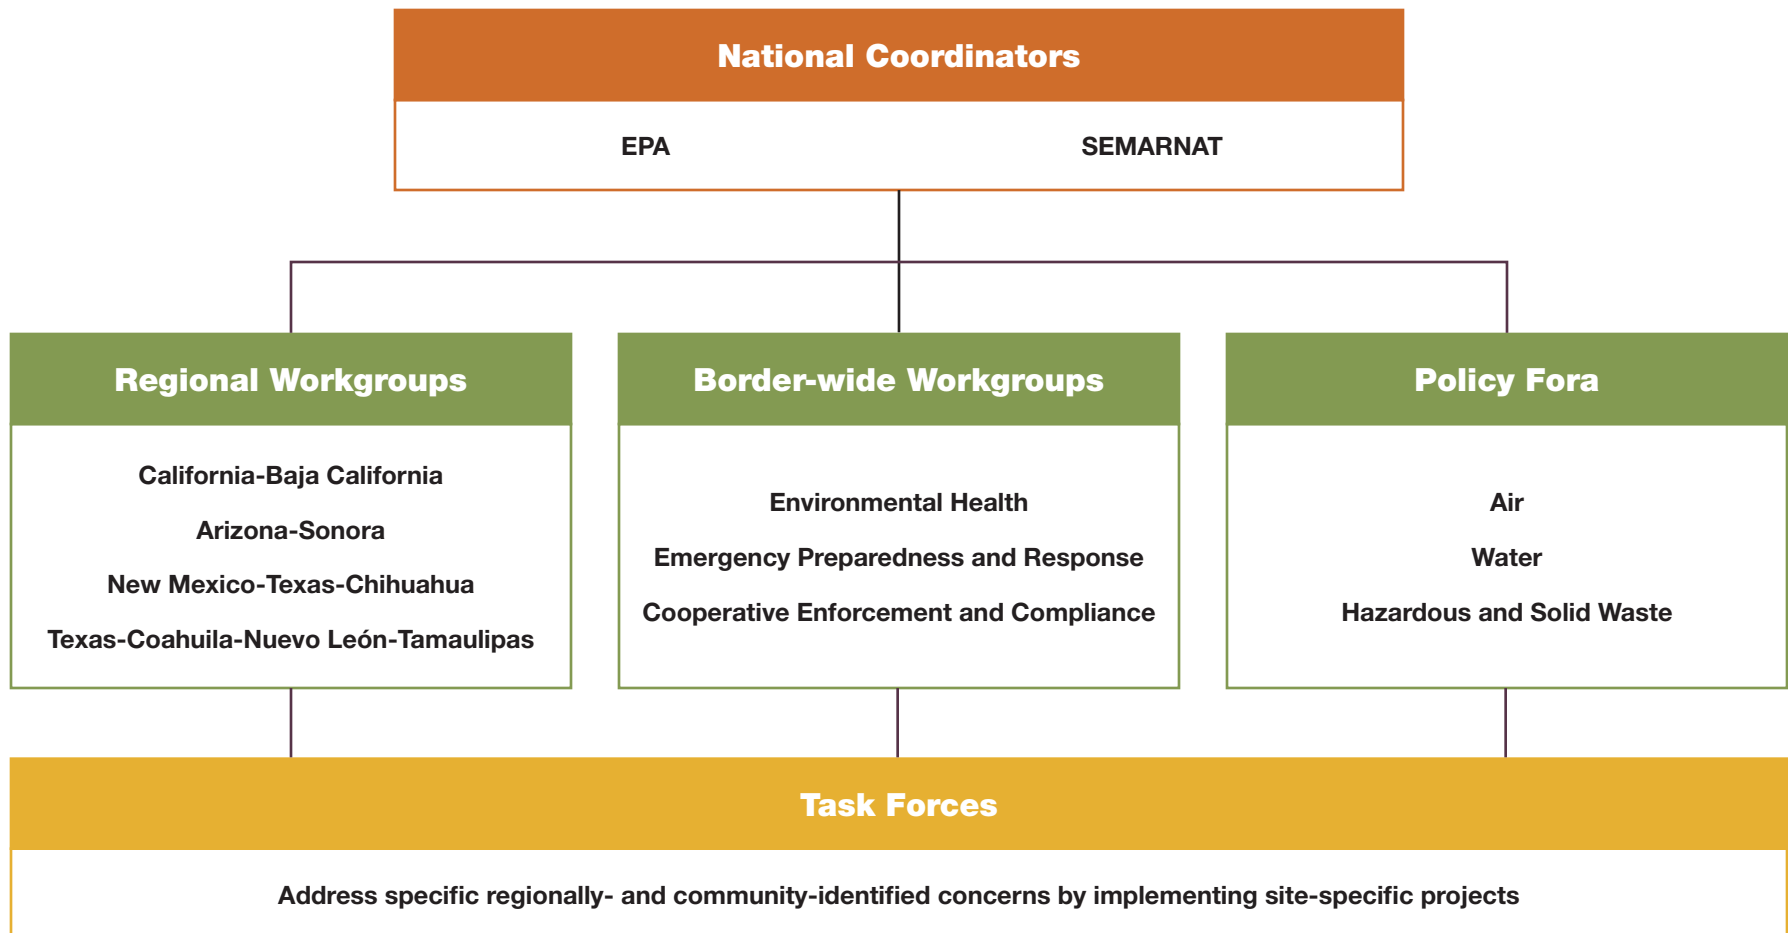 National Coordinators
EPA
SEMARNAT
Regional Workgroups
California-Baja California
Arizona-Sonora
New Mexico-Texas-Chihuahua
Texas-Coahuila-Nuevo León-Tamaulipas
Border-wide Workgroups
Environmental Health
Emergency Preparedness and Response
Cooperative Enforcement and Compliance
Policy Fora
Air
Water
Hazardous and Solid Waste
Task Forces
Address specific regionally- and community-identified concerns by implementing site-specific projects